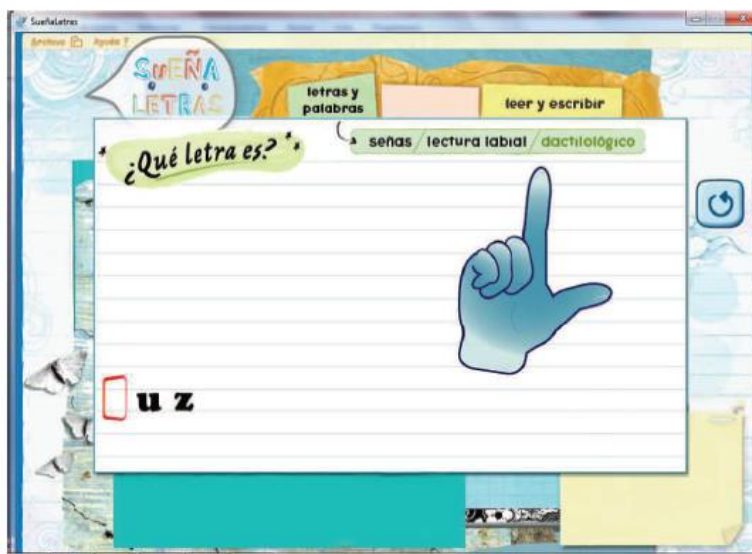 SueñaLetras
Archivo Ayuda ?
SUEÑA
LETRAS
letras y
palabras
leer y escribir
¿Qué letra es?
señas / lectura labial / dactilológico
u z